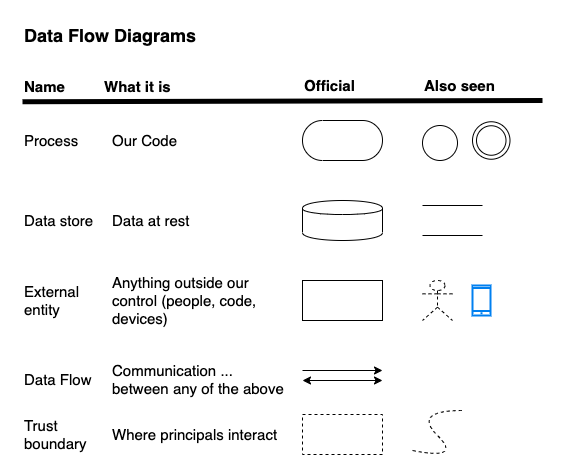 Data Flow Diagrams
Name What it is Official Also seen
Process Our Code
Data store Data at rest
External
entity
Anything outside our
control (people, code,
devices)
Data Flow
Communication ...
between any of the above
Trust
boundary
Where principals interact